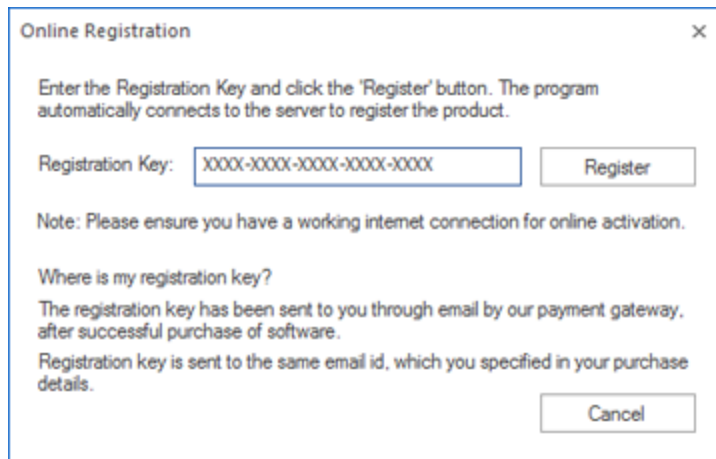 Online Registration
Enter the Registration Key and click the 'Register' button. The program
automatically connects to the server to register the product.
Registration Key: XXXX-XXXX-XXXX-XXXX-XXXX Register
Note: Please ensure you have a working internet connection for online activation.
Where is my registration key?
The registration key has been sent to you through email by our payment gateway,
after successful purchase of software.
Registration key is sent to the same email id, which you specified in your purchase
details.
Cancel